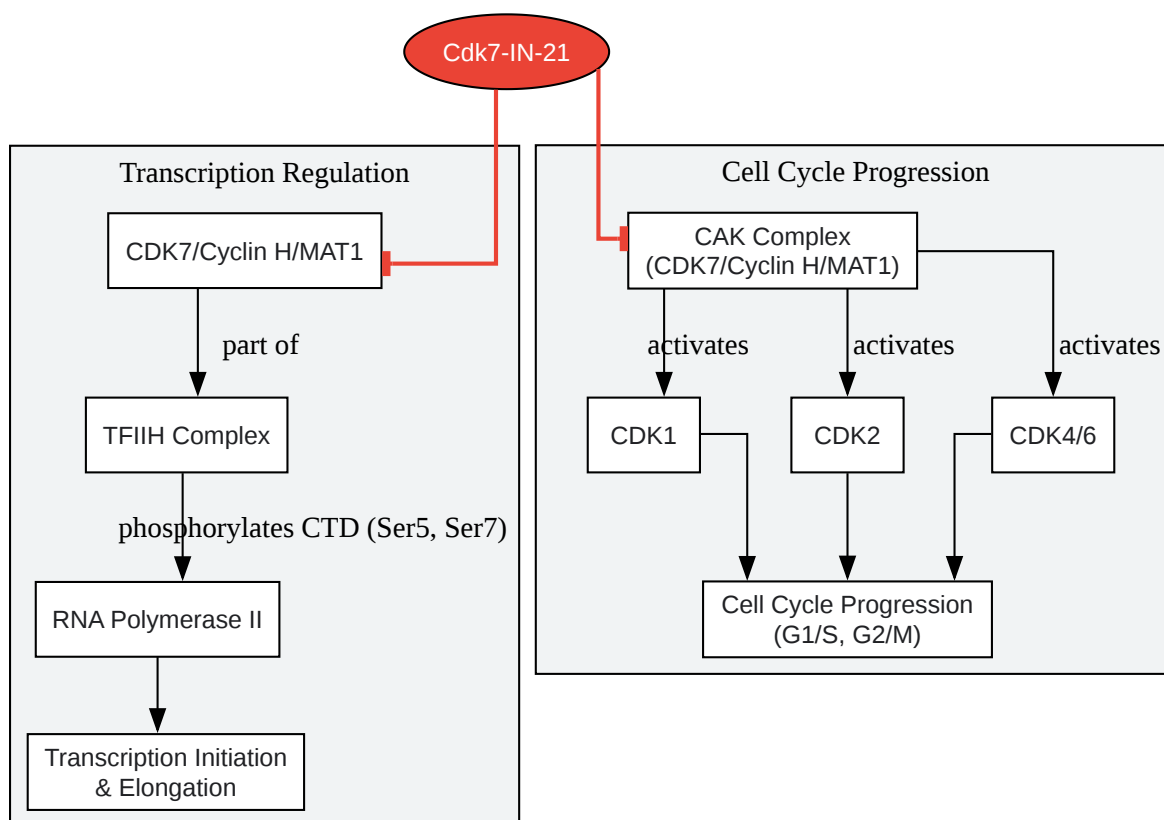 Cdk7-IN-21
Transcription Regulation
CDK7/Cyclin H/MAT1
part of
TFIIH Complex
phosphorylates CTD (Ser5, Ser7)
RNA Polymerase II
Transcription Initiation
& Elongation
Cell Cycle Progression
CAK Complex
(CDK7/Cyclin H/MAT1)
activates
activates
activates
CDK1
CDK2
CDK4/6
Cell Cycle Progression
(G1/S, G2/M)